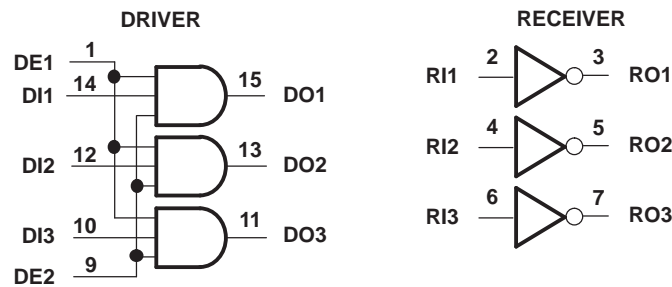 DRIVER
DE1 1
DI1 14 15 DO1
DI2 12 13 DO2
DI3 10 11 DO3
DE2 9
RECEIVER
RI1 2 3 RO1
RI2 4 5 RO2
RI3 6 7 RO3